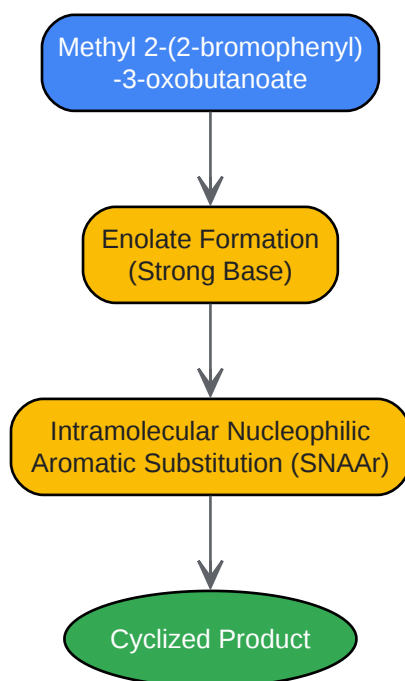 Methyl 2-(2-bromophenyl)
-3-oxobutanoate
Enolate Formation
(Strong Base)
Intramolecular Nucleophilic
Aromatic Substitution (SNAAr)
Cyclized Product